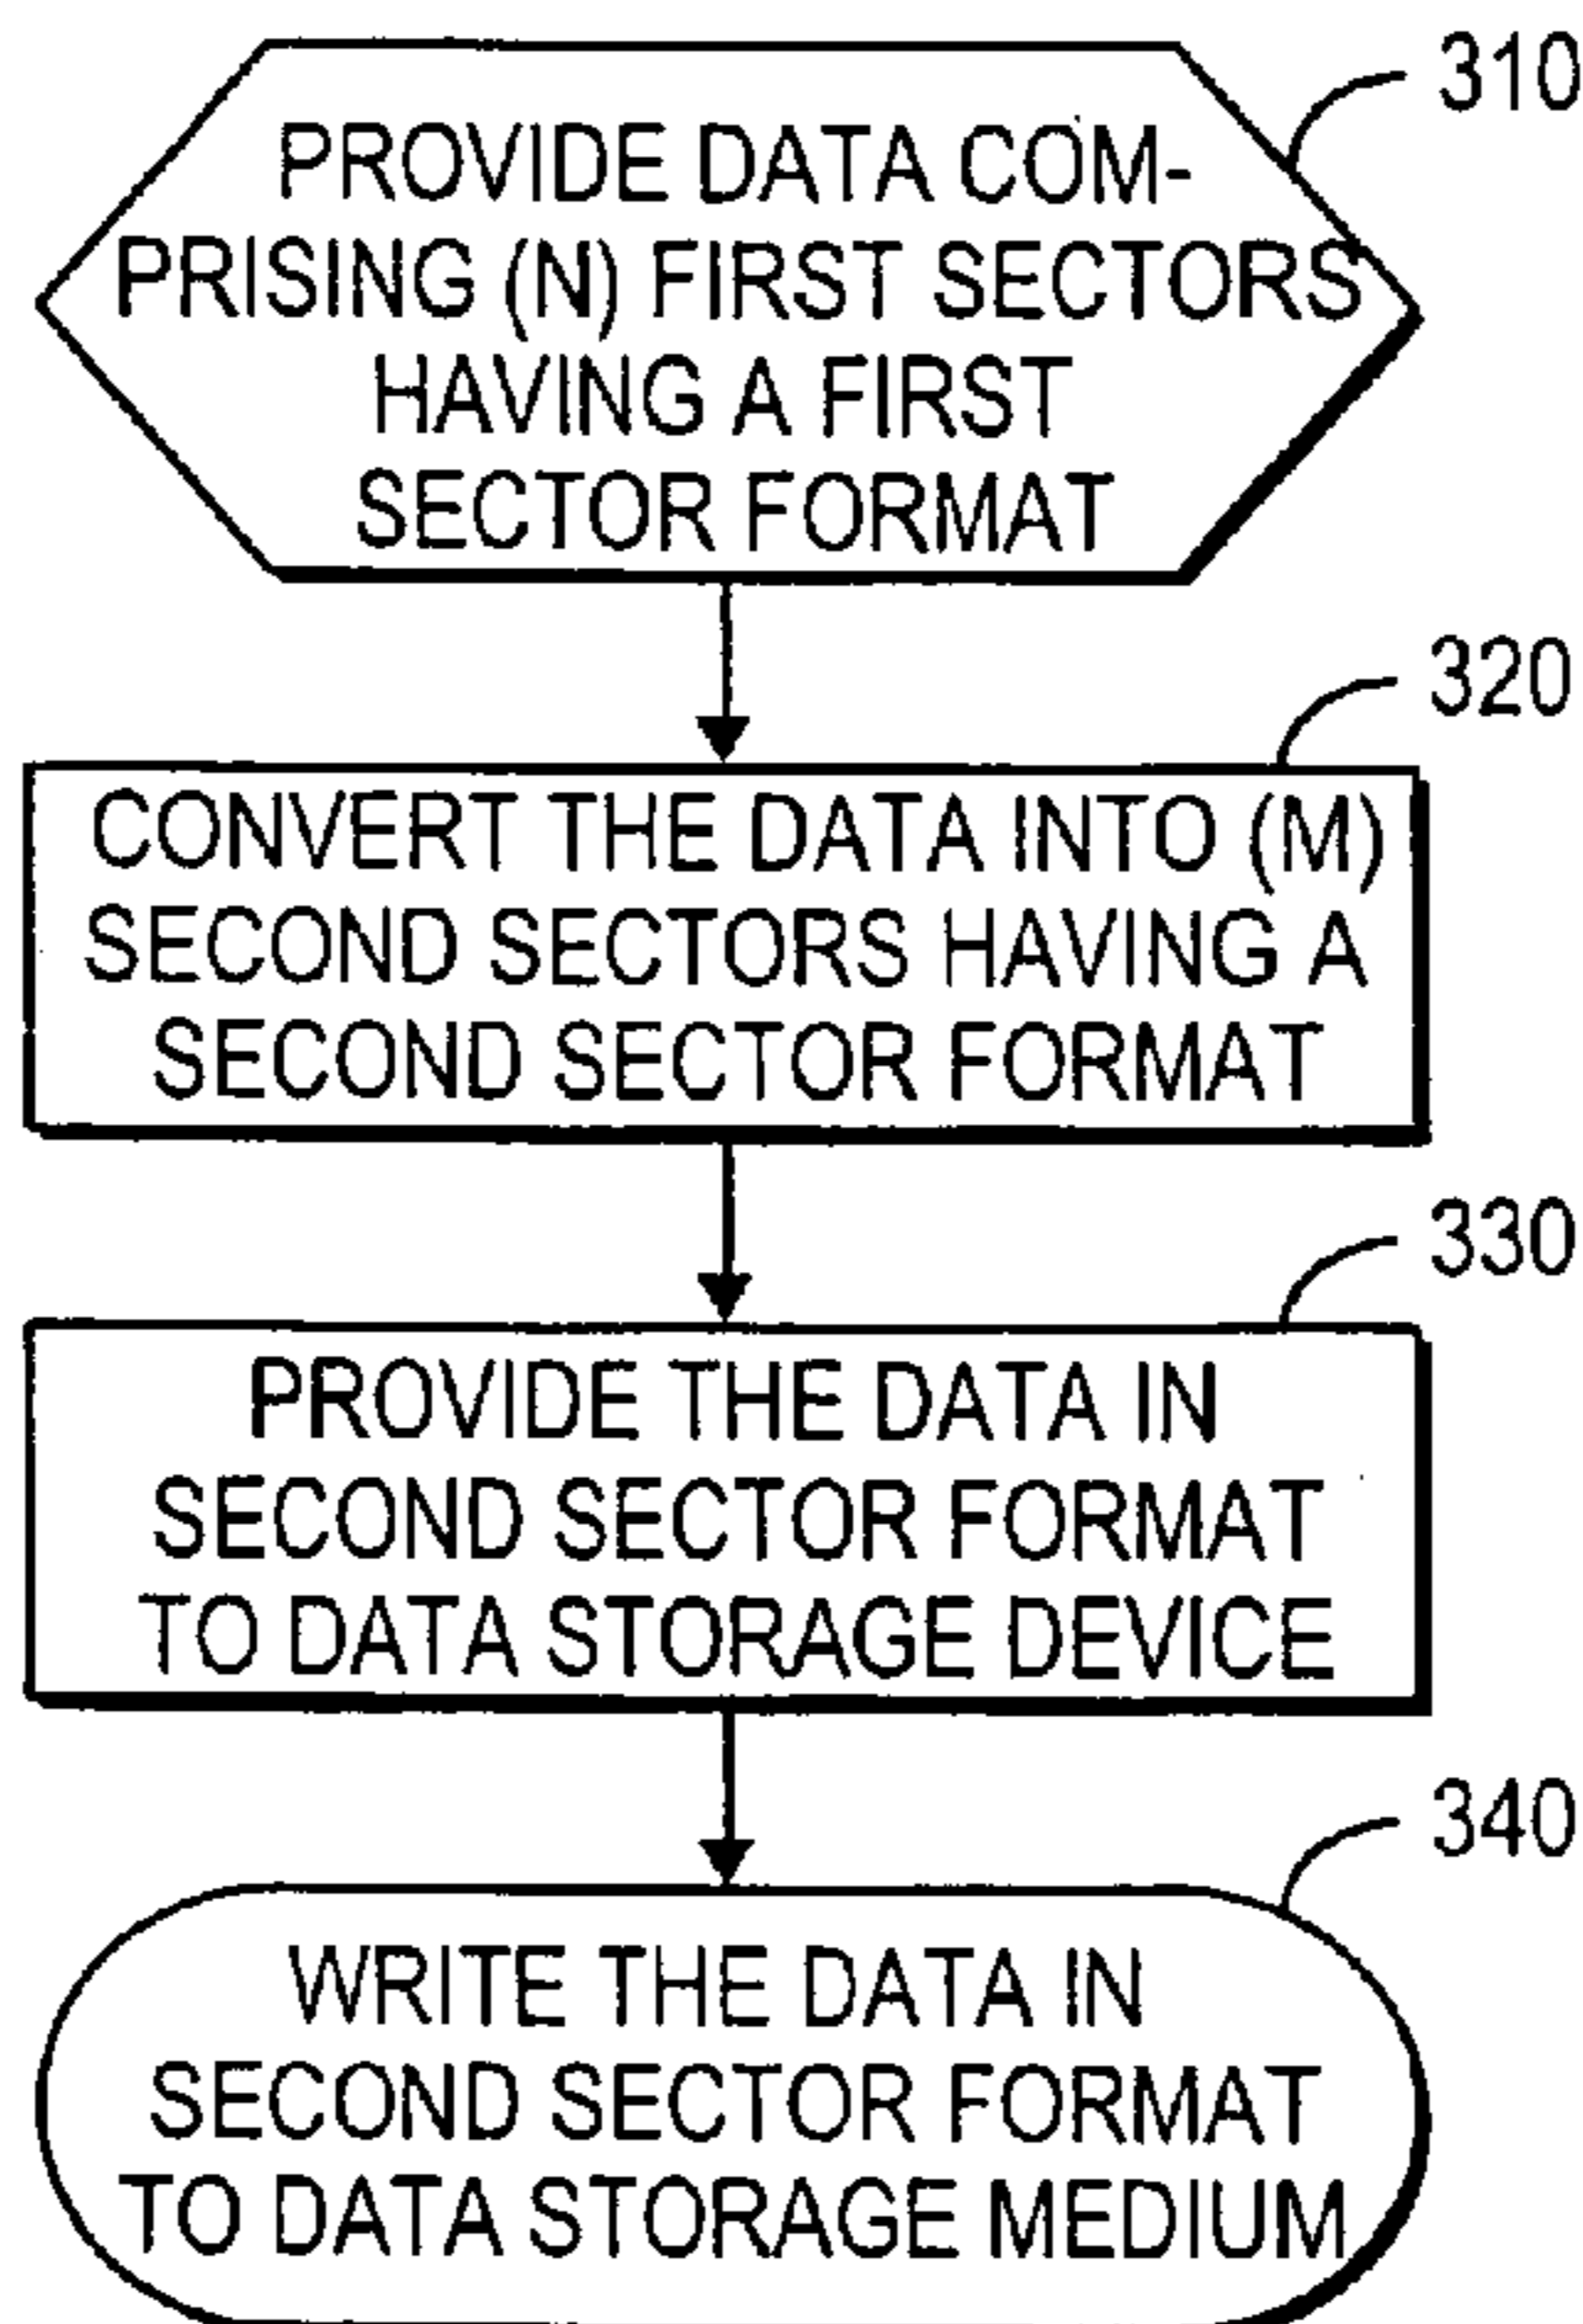 310
PROVIDE DATA COM-
PRISING (N) FIRST SECTORS
HAVING A FIRST
SECTOR FORMAT
320
CONVERT THE DATA INTO (M)
SECOND SECTORS HAVING A
SECOND SECTOR FORMAT
330
PROVIDE THE DATA IN
SECOND SECTOR FORMAT
TO DATA STORAGE DEVICE
340
WRITE THE DATA IN
SECOND SECTOR FORMAT
TO DATA STORAGE MEDIUM